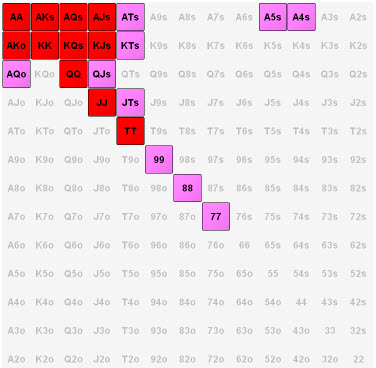 AA AKs AQs AJs ATs A9s A8s A7s A6s A5s A4s A3s A2s
AKo KK KQs KJs KTs K9s K8s K7s K6s K5s K4s K3s K2s
AQo KQo QQ QJs QTs Q9s Q8s Q7s Q6s Q5s Q4s Q3s Q2s
AJo KJo QJo JJ JTs J9s J8s J7s J6s J5s J4s J3s J2s
ATo KTo QTo JTo TT T9s T8s T7s T6s T5s T4s T3s T2s
A9o K9o Q9o J9o T9o 99 98s 97s 96s 95s 94s 93s 92s
A8o K8o Q8o J8o T8o 98o 88 87s 86s 85s 84s 83s 82s
A7o K7o Q7o J7o T7o 97o 87o 77 76s 75s 74s 73s 72s
A6o K6o Q6o J6o T6o 96o 86o 76o 66 65s 64s 63s 62s
A5o K5o Q5o J5o T5o 95o 85o 75o 65o 55 54s 53s 52s
A4o K4o Q4o J4o T4o 94o 84o 74o 64o 54o 44 43s 42s
A3o K3o Q3o J3o T3o 93o 83o 73o 63o 53o 43o 33 32s
A2o K2o Q2o J2o T2o 92o 82o 72o 62o 52o 42o 32o 22